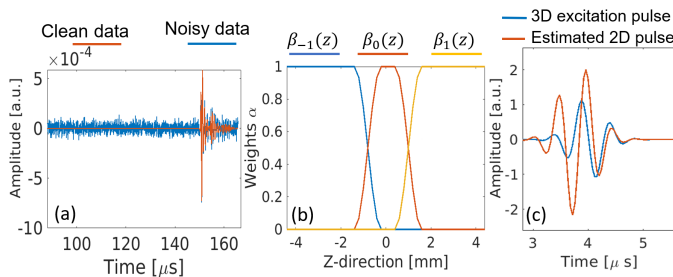 Clean data
Noisy data
×10⁻⁴
5
0
-5
-10
Amplitude [a.u.]
(a)
100
120
140
160
Time [μs]
β₋₁(z)
β₀(z)
β₁(z)
1
0.8
0.6
0.4
0.2
0
Weights α
(b)
-4
-2
0
2
4
Z-direction [mm]
(c)
3D excitation pulse
Estimated 2D pulse
2
1
0
-1
-2
Amplitude [a.u.]
(c)
3
4
5
6
Time [μ s]